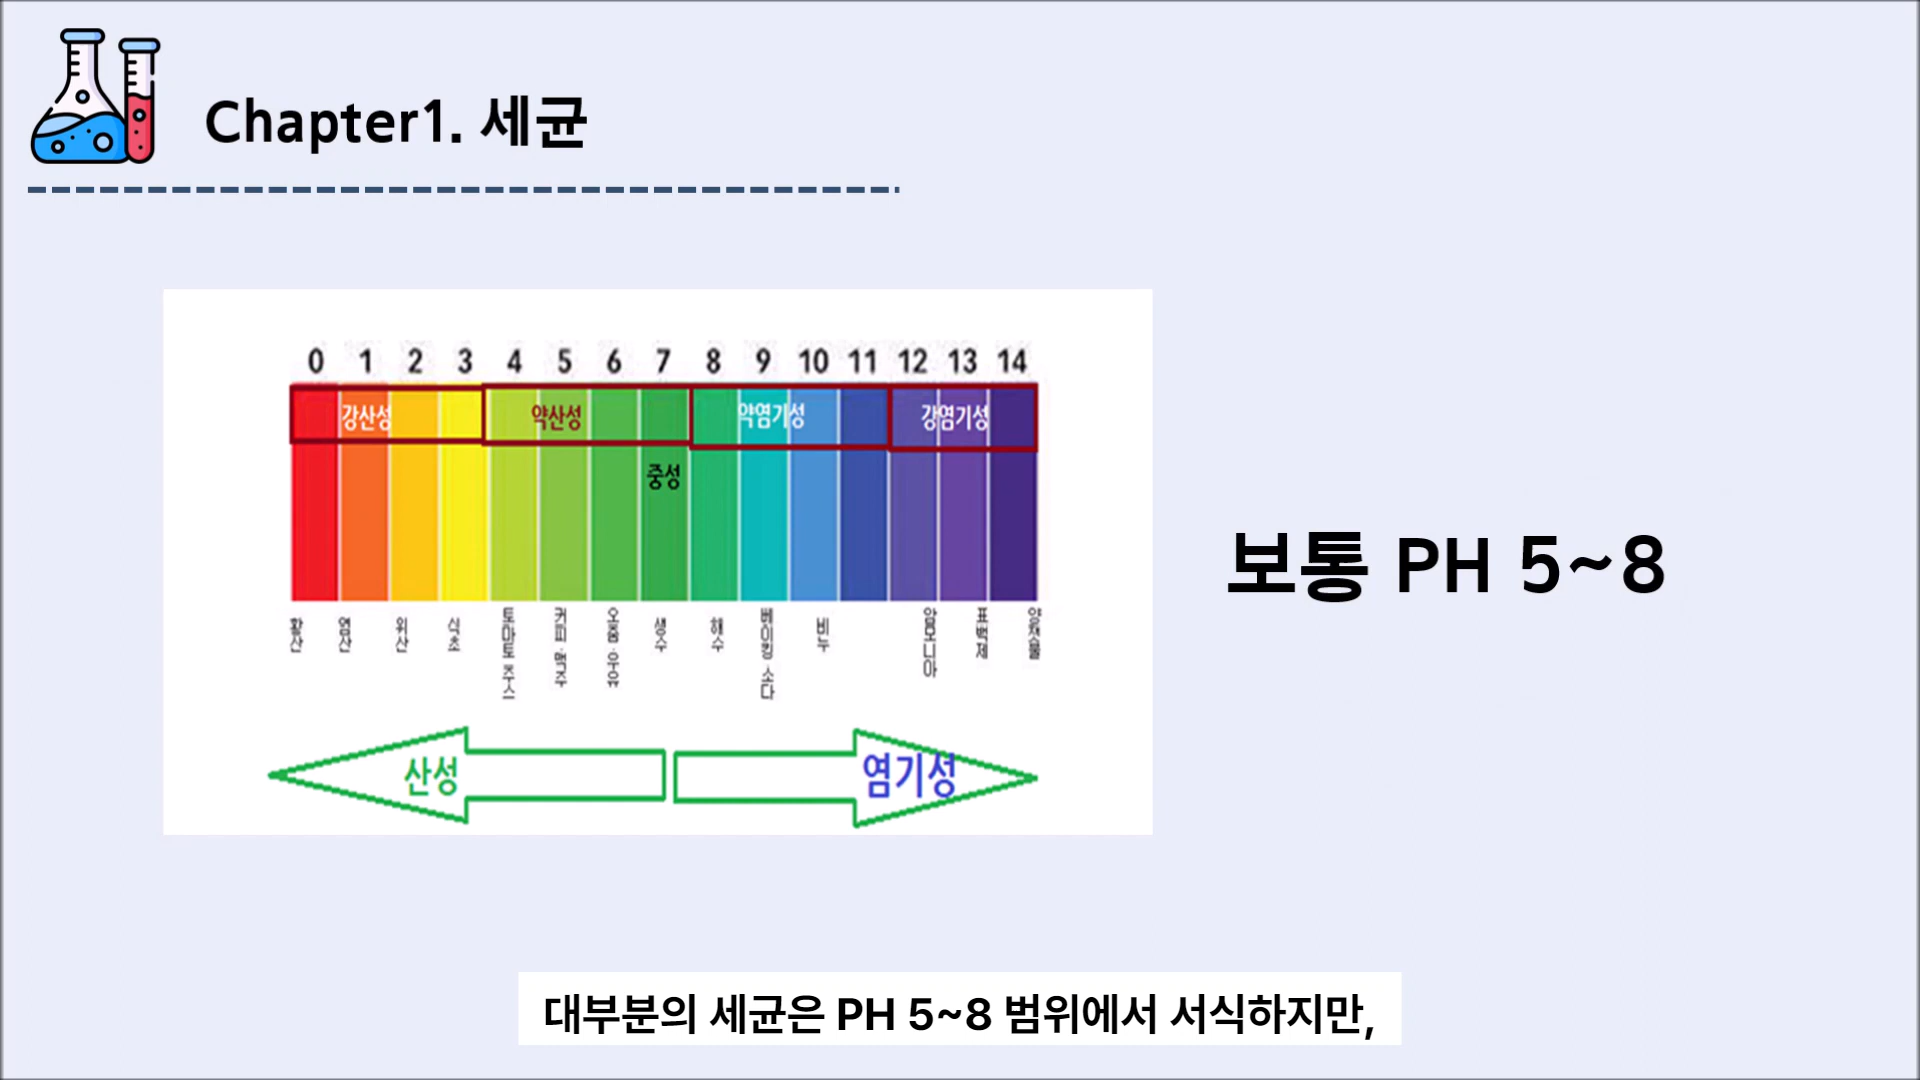 Chapter1. 세균
0 1 2 3 4 5 6 7 8 9 10 11 12 13 14
강산성 약산성 약염기성 강염기성
중성
황산 염산 위산 식초 토마토 주스 커피·맥주 오줌·우유 생수 해수 베이킹 소다 비누 암모니아 표백제 양잿물
산성 염기성
보통 PH 5~8
대부분의 세균은 PH 5~8 범위에서 서식하지만,